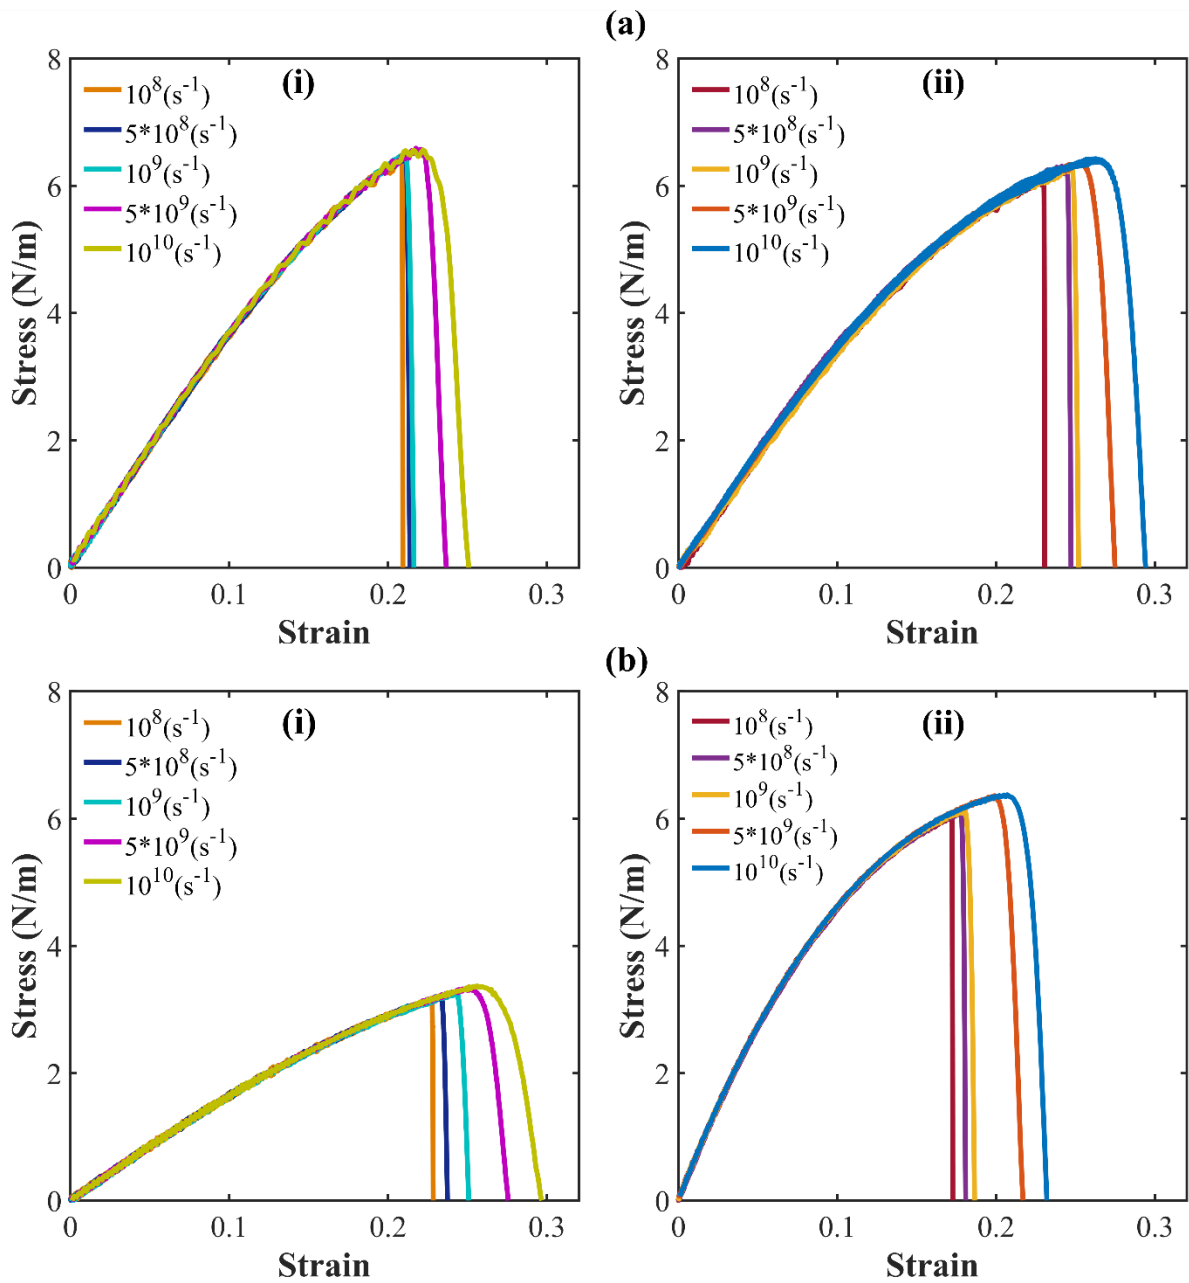 (a)
8
6
4
2
0
Stress (N/m)
(i)
10^8(s^-1)
5*10^8(s^-1)
10^9(s^-1)
5*10^9(s^-1)
10^10(s^-1)
0 0.1 0.2 0.3
Strain
8
6
4
2
0
Stress (N/m)
(ii)
10^8(s^-1)
5*10^8(s^-1)
10^9(s^-1)
5*10^9(s^-1)
10^10(s^-1)
0 0.1 0.2 0.3
Strain
(b)
8
6
4
2
0
Stress (N/m)
(i)
10^8(s^-1)
5*10^8(s^-1)
10^9(s^-1)
5*10^9(s^-1)
10^10(s^-1)
0 0.1 0.2 0.3
Strain
8
6
4
2
0
Stress (N/m)
(ii)
10^8(s^-1)
5*10^8(s^-1)
10^9(s^-1)
5*10^9(s^-1)
10^10(s^-1)
0 0.1 0.2 0.3
Strain